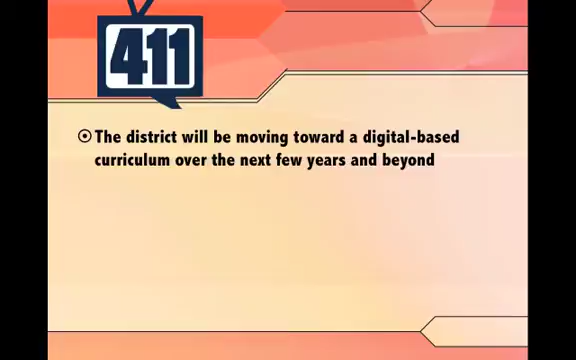 411
The district will be moving toward a digital-based
curriculum over the next few years and beyond